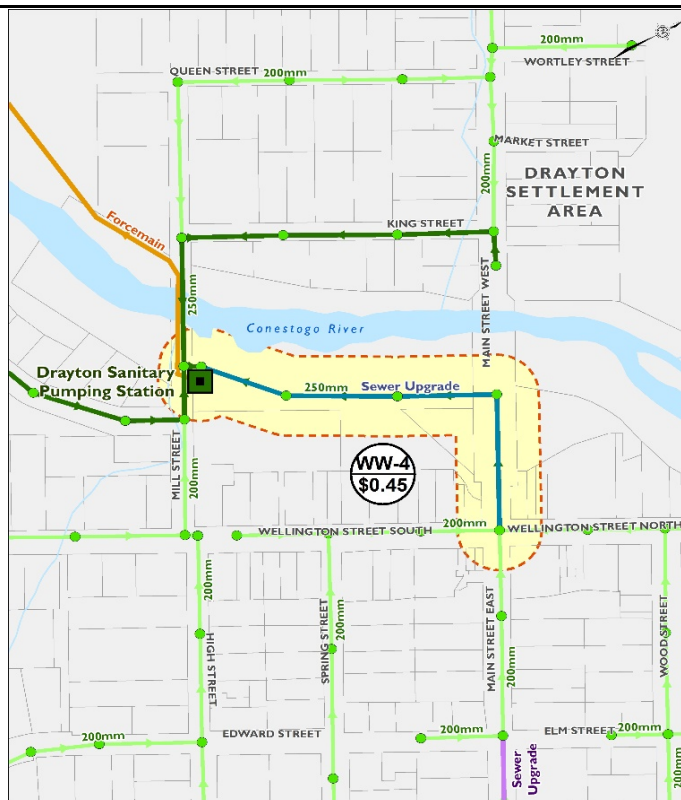 QUEEN STREET
200mm
200mm
WORTLEY STREET
MARKET STREET
200mm
DRAYTON
SETTLEMENT
AREA
KING STREET
Forcemain
250mm
MAIN STREET WEST
Conestogo River
Drayton Sanitary
Pumping Station
250mm
Sewer Upgrade
MILL STREET
200mm
WW-4
$0.45
WELLINGTON STREET SOUTH
200mm
WELLINGTON STREET NORTH
200mm
HIGH STREET
SPRING STREET
200mm
MAIN STREET EAST
200mm
WOOD STREET
200mm
EDWARD STREET
200mm
ELM STREET
200mm
Sewer
Upgrade
200mm